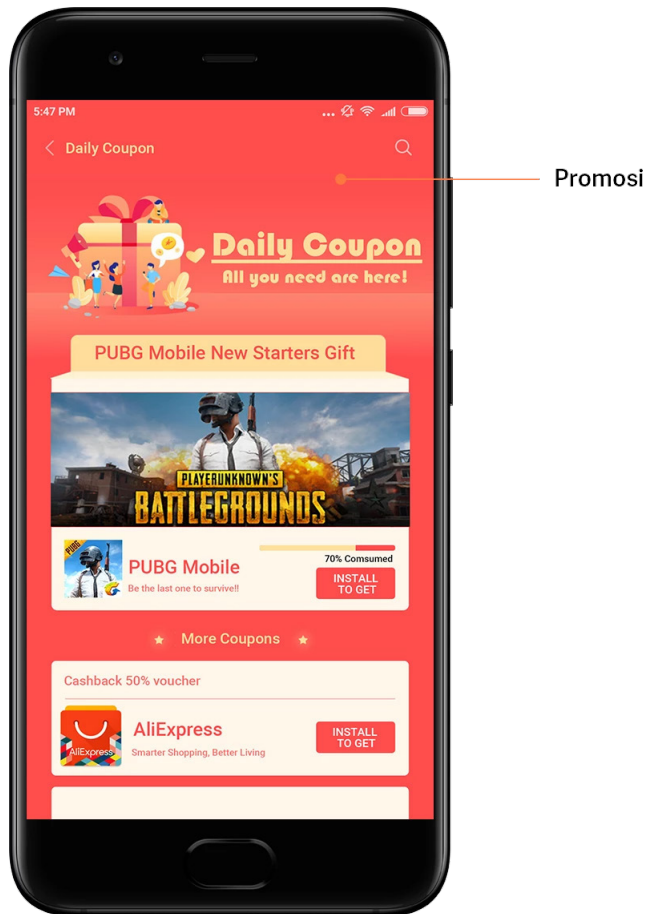 5:47 PM
Daily Coupon
Promosi
Daily Coupon
All you need are here!
PUBG Mobile New Starters Gift
PLAYERUNKNOWN'S
BATTLEGROUNDS
PUBG
PUBG Mobile
Be the last one to survive!!
70% Comsumed
INSTALL
TO GET
More Coupons
Cashback 50% voucher
AliExpress
AliExpress
Smarter Shopping, Better Living
INSTALL
TO GET